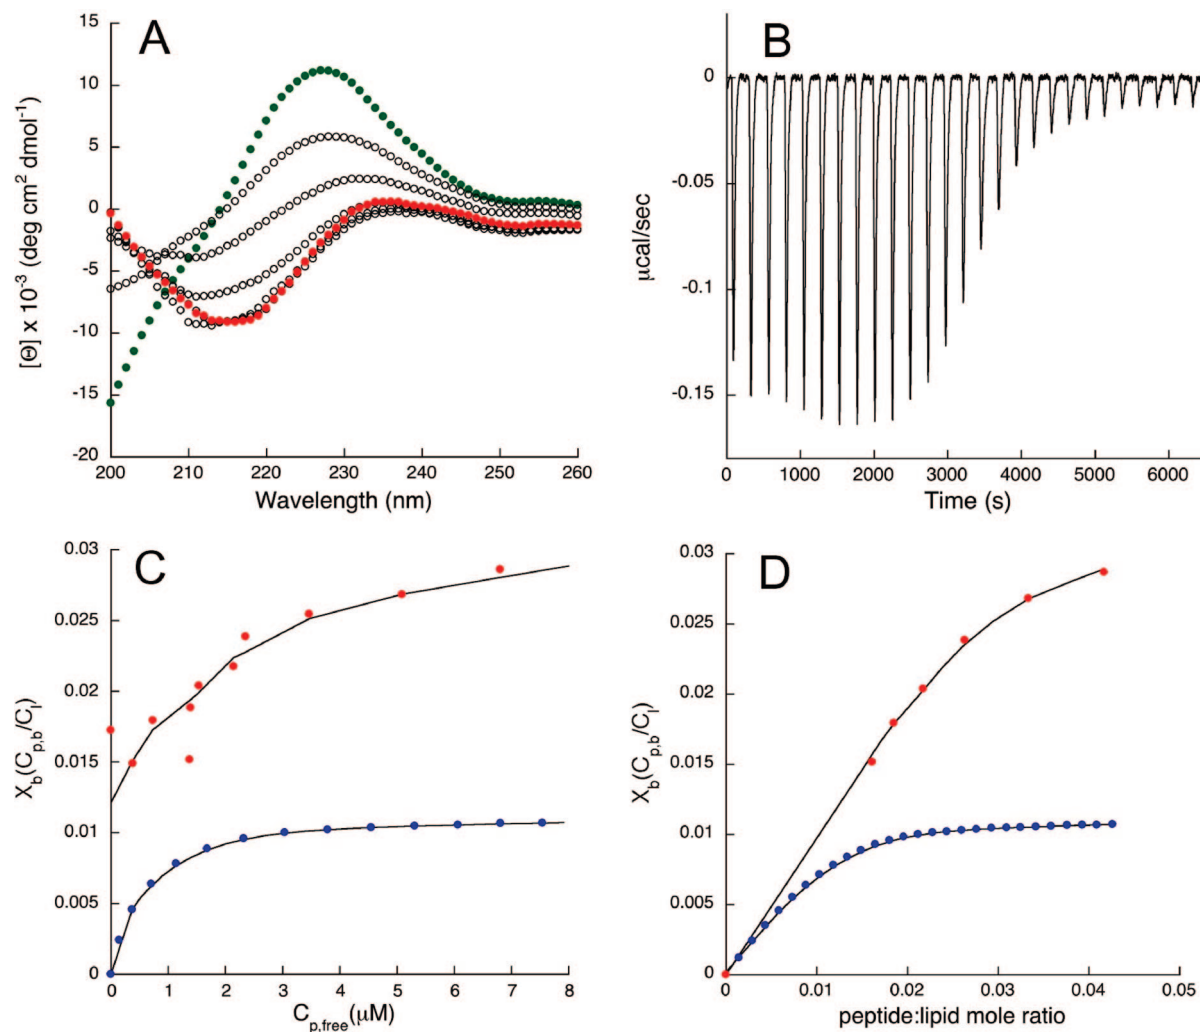 A
15
10
5
0
-5
-10
-15
-20
[Θ] x 10⁻³ (deg cm² dmol⁻¹)
200 210 220 230 240 250 260
Wavelength (nm)
B
0
-0.05
-0.1
-0.15
μcal/sec
0 1000 2000 3000 4000 5000 6000
Time (s)
C
0.03
0.025
0.02
0.015
0.01
0.005
0
X_b(C_p,b/C_l)
0 1 2 3 4 5 6 7 8
C_p,free(μM)
D
0.03
0.025
0.02
0.015
0.01
0.005
0
X_b(C_p,b/C_l)
0 0.01 0.02 0.03 0.04 0.05
peptide:lipid mole ratio